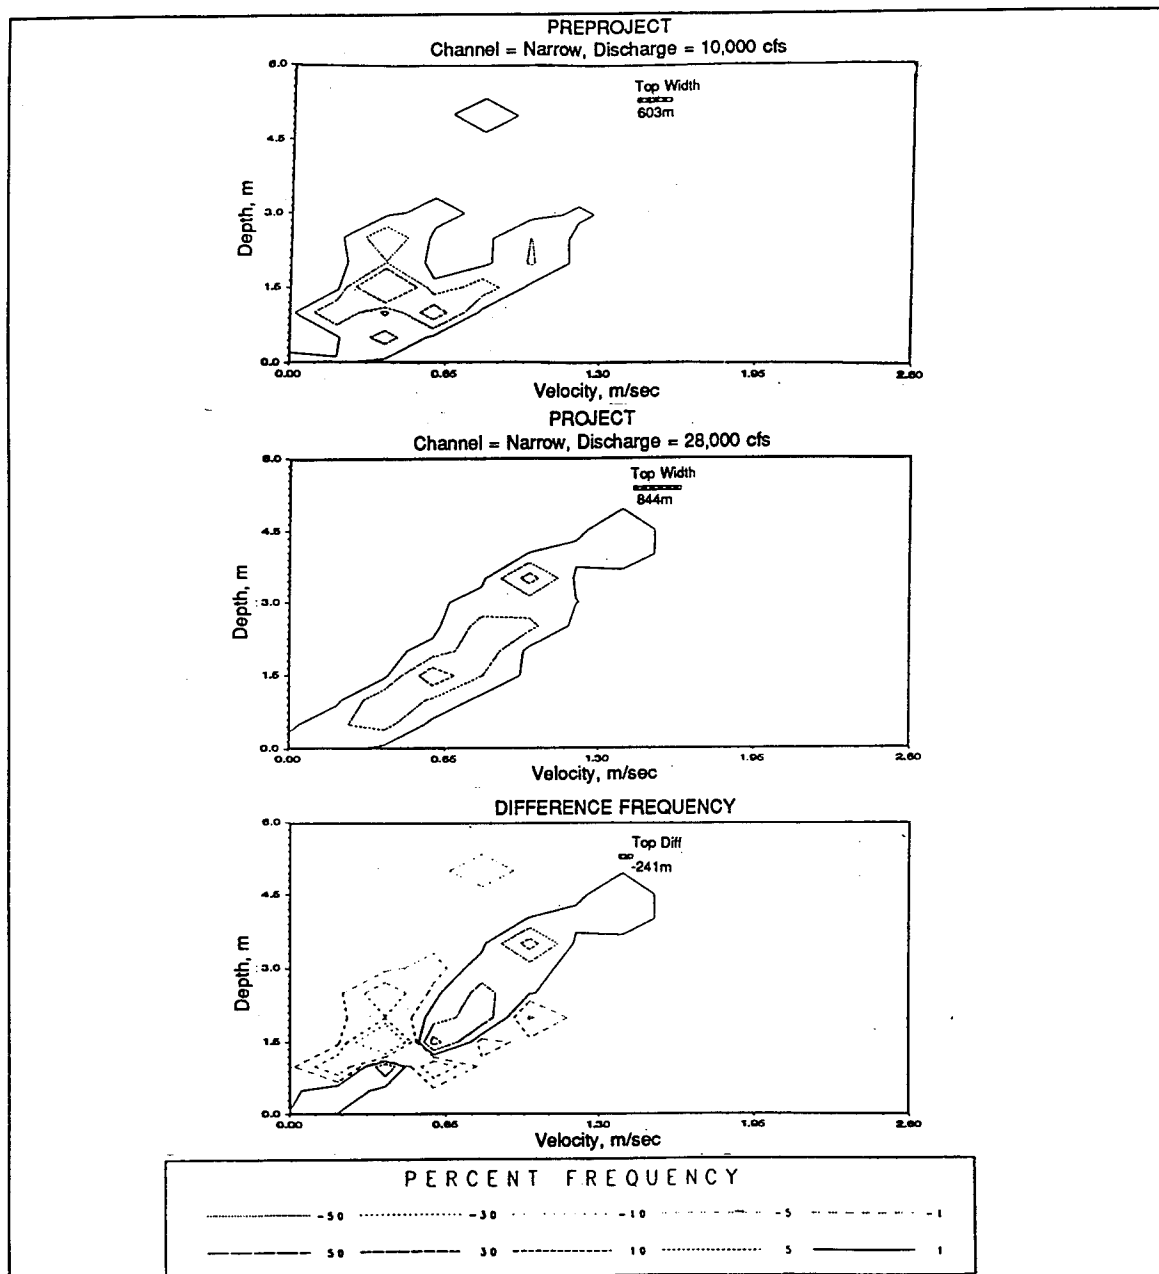 PREPROJECT
Channel = Narrow, Discharge = 10,000 cfs
6.0
Top Width
603m
4.5
Depth, m
3.0
1.5
0.0
0.00 0.65 1.30 1.95 2.60
Velocity, m/sec
PROJECT
Channel = Narrow, Discharge = 28,000 cfs
6.0
Top Width
844m
4.5
Depth, m
3.0
1.5
0.0
0.00 0.65 1.30 1.95 2.60
Velocity, m/sec
DIFFERENCE FREQUENCY
6.0
Top Diff
-241m
4.5
Depth, m
3.0
1.5
0.0
0.00 0.65 1.30 1.95 2.60
Velocity, m/sec
PERCENT FREQUENCY
-50 -30 -10 -5 -1
50 30 10 5 1